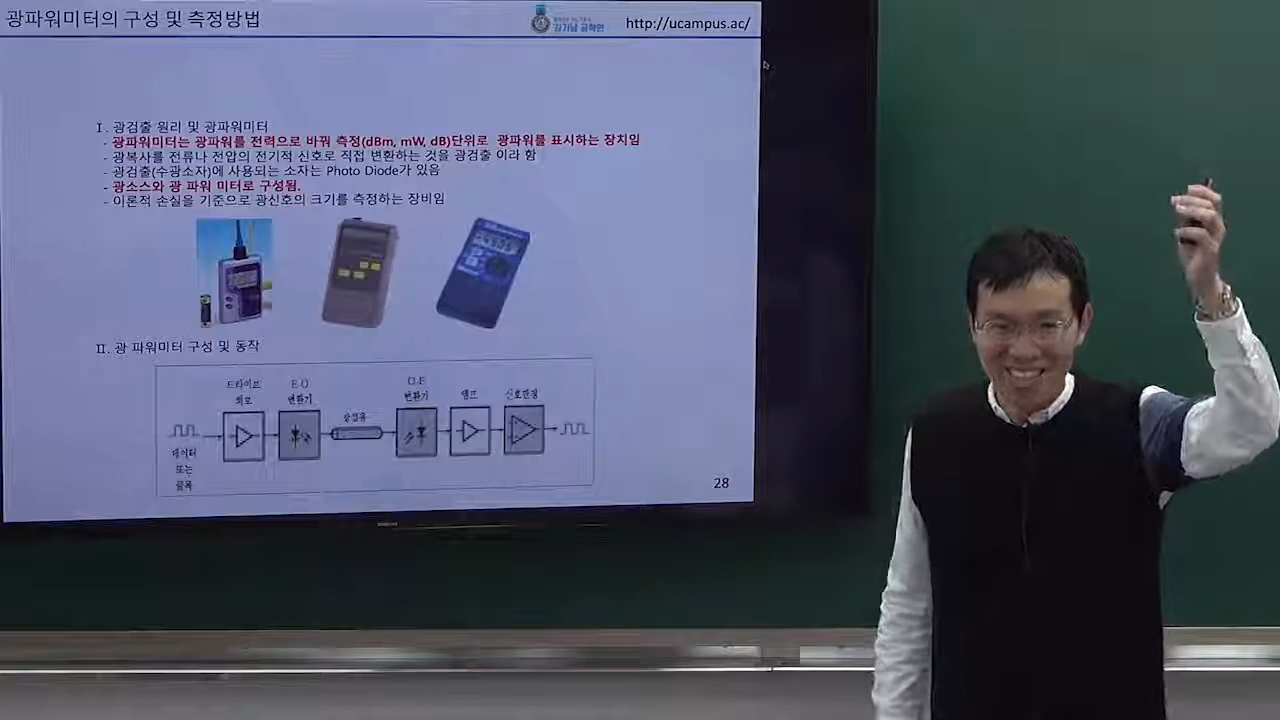 광파워미터의 구성 및 측정방법
김기남 공학원
http://ucampus.ac/
Ⅰ. 광검출 원리 및 광파워미터
- 광파워미터는 광파워를 전력으로 바꿔 측정(dBm, mW, dB)단위로 광파워를 표시하는 장치임
- 광복사를 전류나 전압의 전기적 신호로 직접 변환하는 것을 광검출 이라 함
- 광검출(수광소자)에 사용되는 소자는 Photo Diode가 있음
- 광소스와 광 파워 미터로 구성됨.
- 이론적 손실을 기준으로 광신호의 크기를 측정하는 장비임
Ⅱ. 광 파워미터 구성 및 동작
드라이브 회로
E-O 변환기
광섬유
O-E 변환기
앰프
신호판정
데이터
또는
클록
28
SAMSUNG